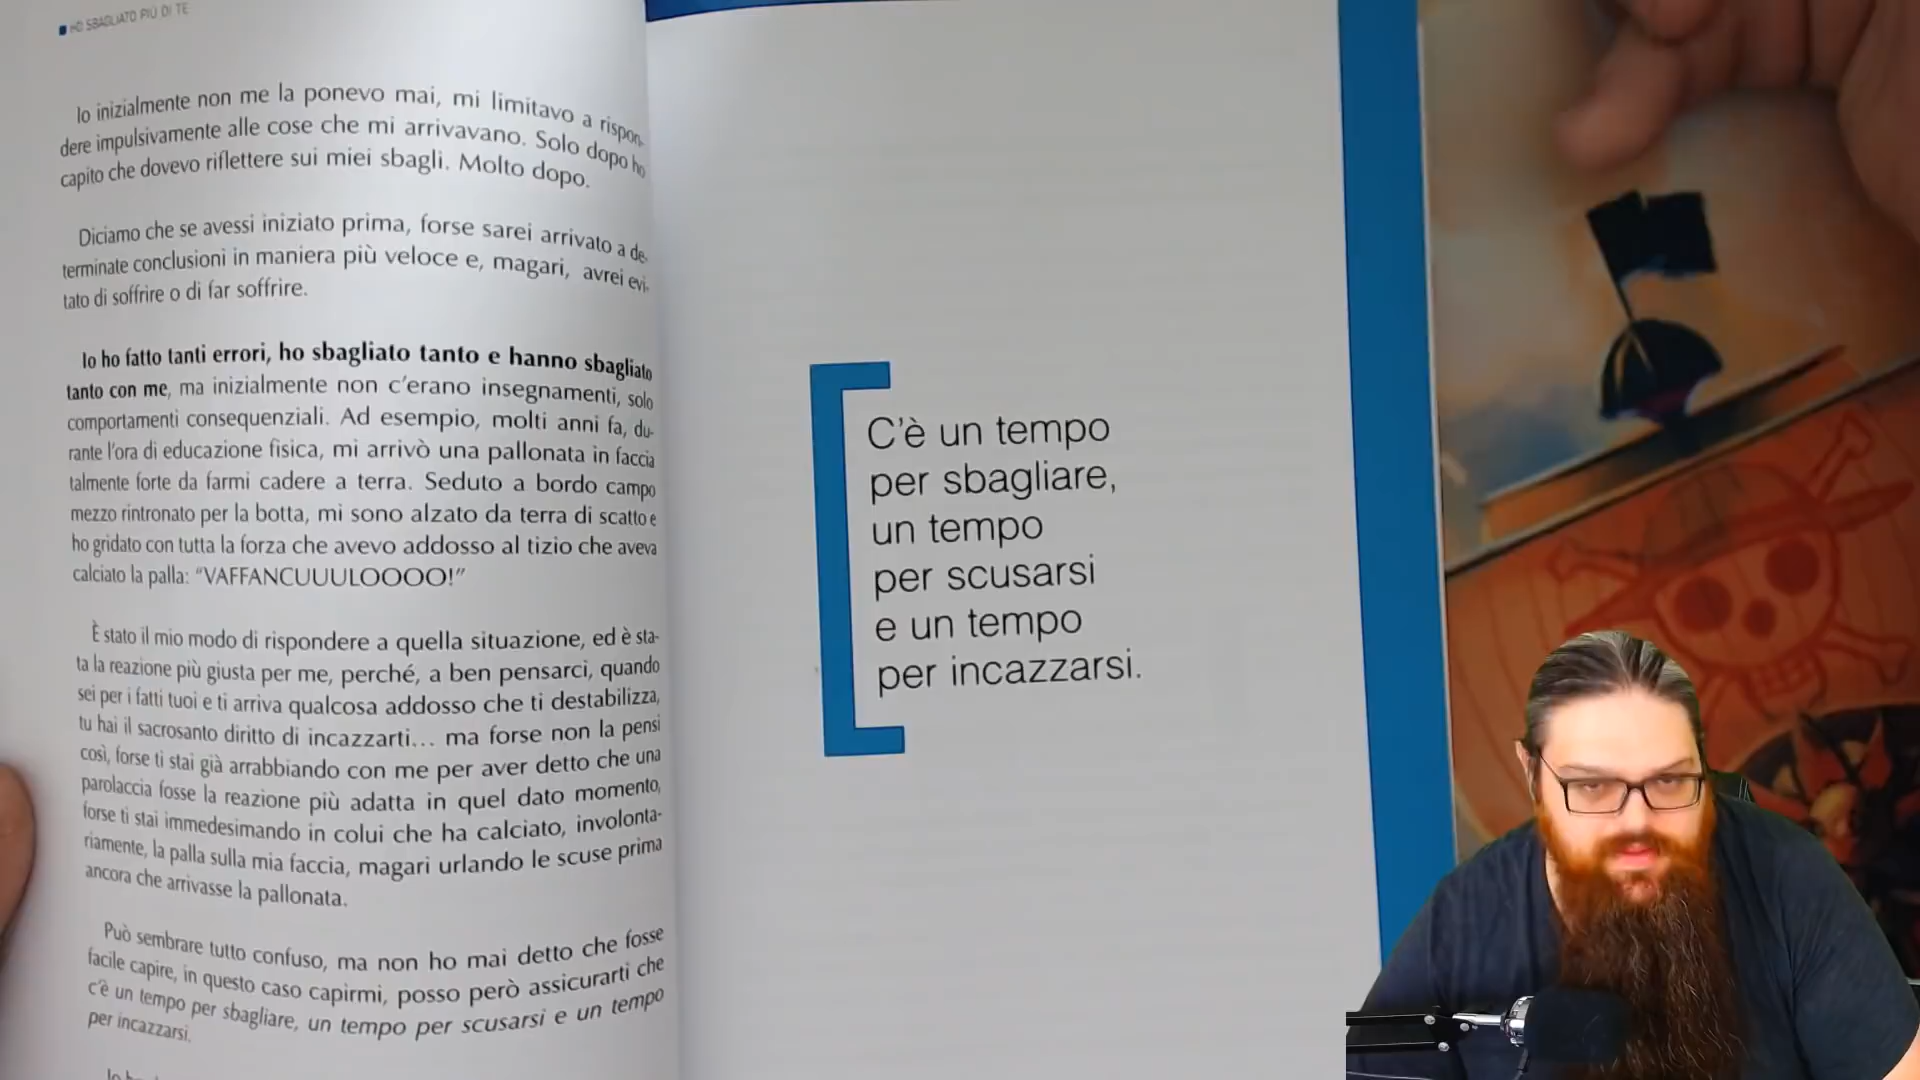 HO SBAGLIATO PIÙ DI TE
Io inizialmente non me la ponevo mai, mi limitavo a rispon-
dere impulsivamente alle cose che mi arrivavano. Solo dopo ho
capito che dovevo riflettere sui miei sbagli. Molto dopo.
Diciamo che se avessi iniziato prima, forse sarei arrivato a de-
terminate conclusioni in maniera più veloce e, magari, avrei evi-
tato di soffrire o di far soffrire.
Io ho fatto tanti errori, ho sbagliato tanto e hanno sbagliato
tanto con me, ma inizialmente non c'erano insegnamenti, solo
comportamenti consequenziali. Ad esempio, molti anni fa, du-
rante l'ora di educazione fisica, mi arrivò una pallonata in faccia
talmente forte da farmi cadere a terra. Seduto a bordo campo
mezzo rintronato per la botta, mi sono alzato da terra di scatto e
ho gridato con tutta la forza che avevo addosso al tizio che aveva
calciato la palla: “VAFFANCUUULOOOO!”
È stato il mio modo di rispondere a quella situazione, ed è sta-
ta la reazione più giusta per me, perché, a ben pensarci, quando
sei per i fatti tuoi e ti arriva qualcosa addosso che ti destabilizza,
tu hai il sacrosanto diritto di incazzarti… ma forse non la pensi
così, forse ti stai già arrabbiando con me per aver detto che una
parolaccia fosse la reazione più adatta in quel dato momento,
forse ti stai immedesimando in colui che ha calciato, involonta-
riamente, la palla sulla mia faccia, magari urlando le scuse prima
ancora che arrivasse la pallonata.
Può sembrare tutto confuso, ma non ho mai detto che fosse
facile capire, in questo caso capirmi, posso però assicurarti che
c'è un tempo per sbagliare, un tempo per scusarsi e un tempo
per incazzarsi.
C'è un tempo
per sbagliare,
un tempo
per scusarsi
e un tempo
per incazzarsi.